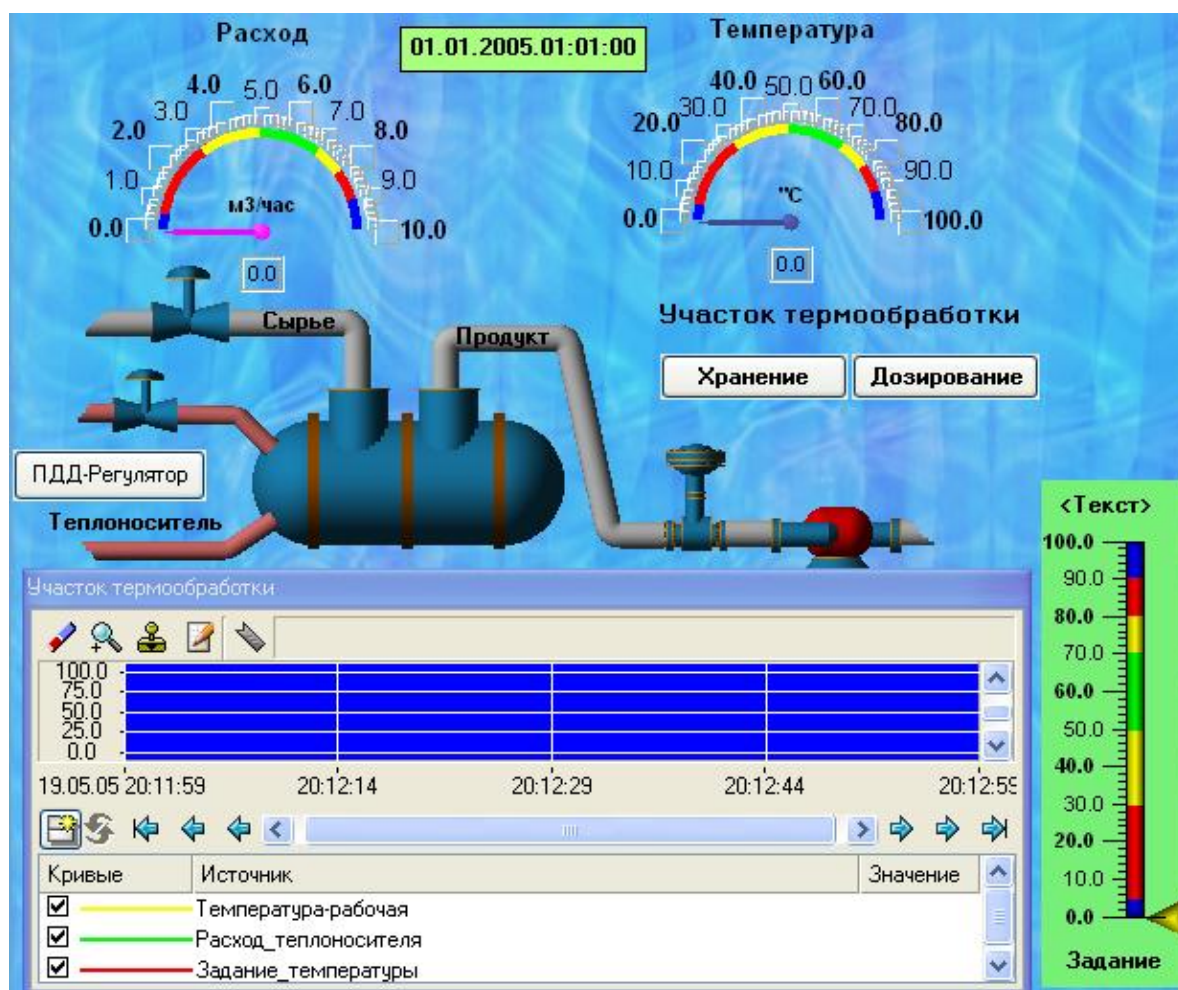 Расход
01.01.2005.01:01:00
Температура
0.0 1.0 2.0 3.0 4.0 5.0 6.0 7.0 8.0 9.0 10.0
м3/час
0.0
0.0 10.0 20.0 30.0 40.0 50.0 60.0 70.0 80.0 90.0 100.0
°С
0.0
Сырье
Продукт
Участок термообработки
Хранение
Дозирование
ПДД-Регулятор
Теплоноситель
<Текст>
100.0
90.0
80.0
70.0
60.0
50.0
40.0
30.0
20.0
10.0
0.0
Задание
Участок термообработки
100.0
75.0
50.0
25.0
0.0
19.05.05 20:11:59 20:12:14 20:12:29 20:12:44 20:12:59
Кривые Источник Значение
Температура-рабочая
Расход_теплоносителя
Задание_температуры